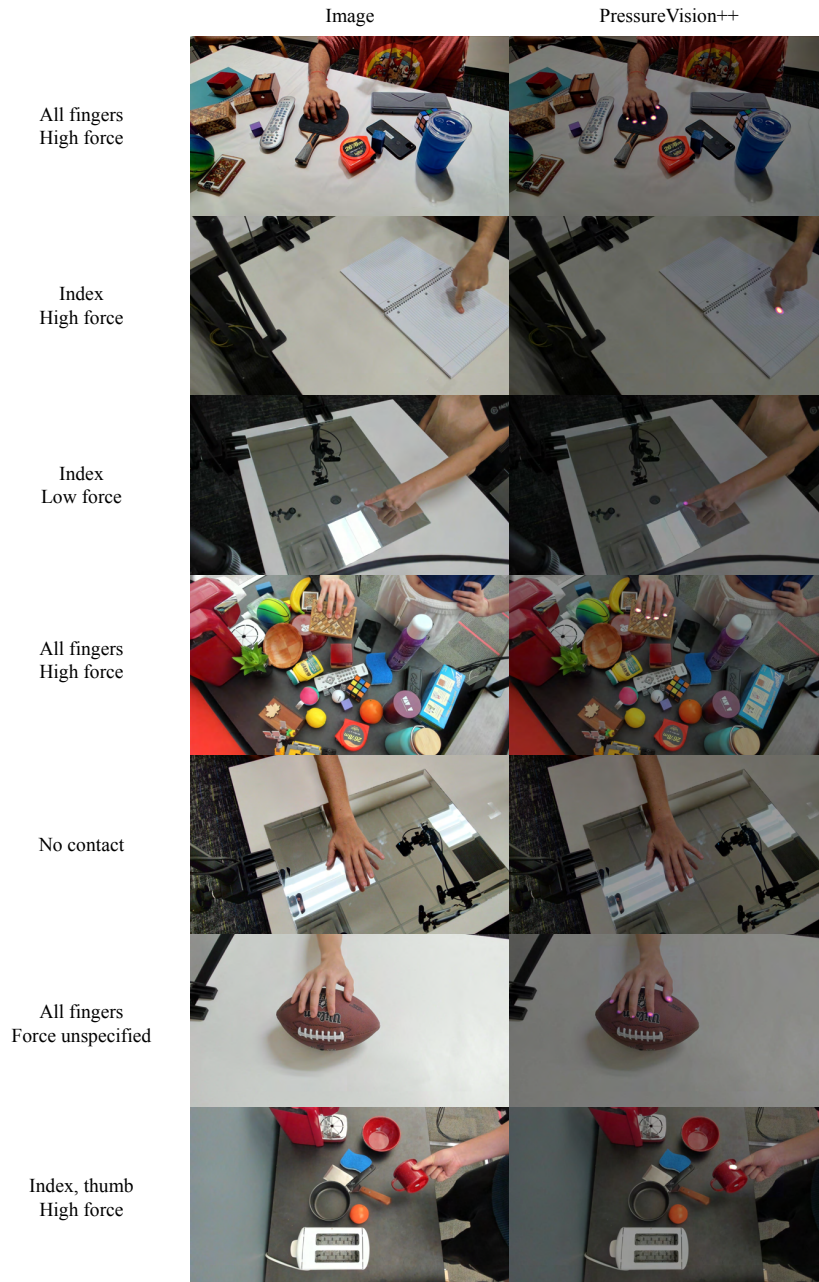 Image
PressureVision++
All fingers
High force
Index
High force
Index
Low force
All fingers
High force
No contact
All fingers
Force unspecified
Index, thumb
High force